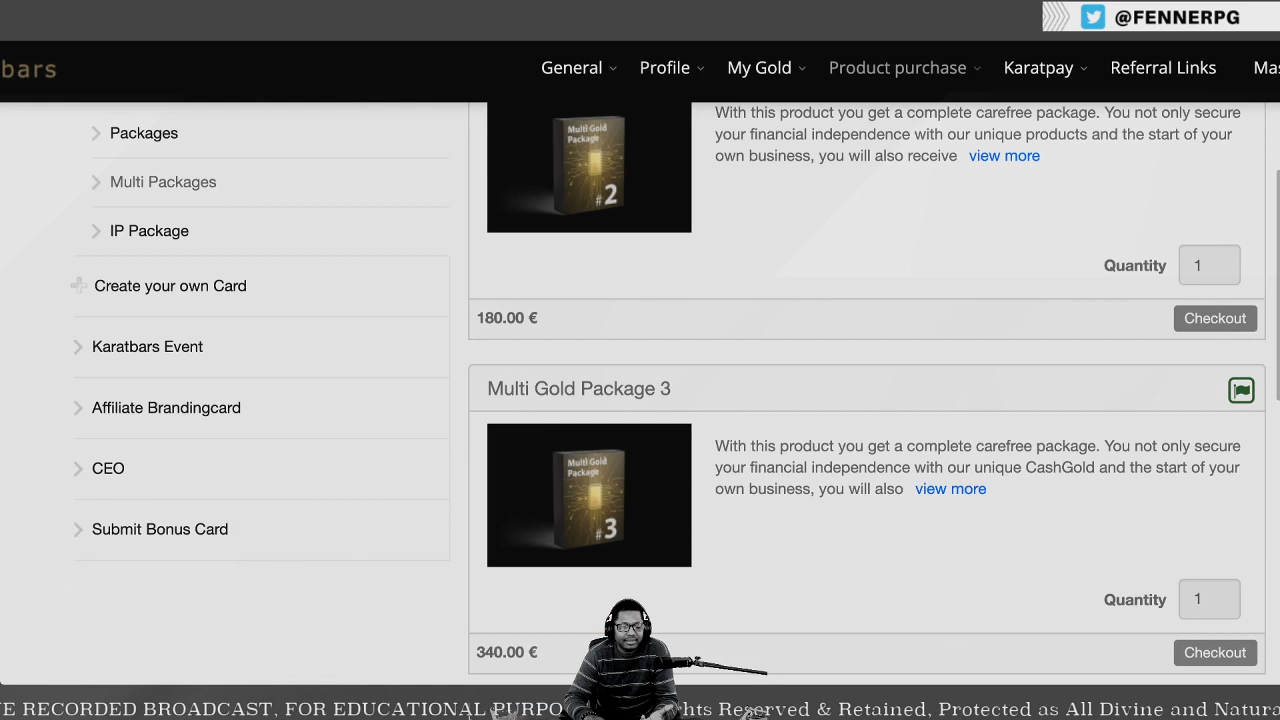 @FENNERPG
bars
General
Profile
My Gold
Product purchase
Karatpay
Referral Links
Packages
Multi Packages
IP Package
Create your own Card
Karatbars Event
Affiliate Brandingcard
CEO
Submit Bonus Card
Multi Gold
Package
#2
With this product you get a complete carefree package. You not only secure
your financial independence with our unique products and the start of your
own business, you will also receive view more
Quantity 1
180.00 €
Checkout
Multi Gold Package 3
Multi Gold
Package
#3
With this product you get a complete carefree package. You not only secure
your financial independence with our unique CashGold and the start of your
own business, you will also view more
Quantity 1
340.00 €
Checkout
RECORDED BROADCAST, FOR EDUCATIONAL Reserved & Retained, Protected as All Divine and